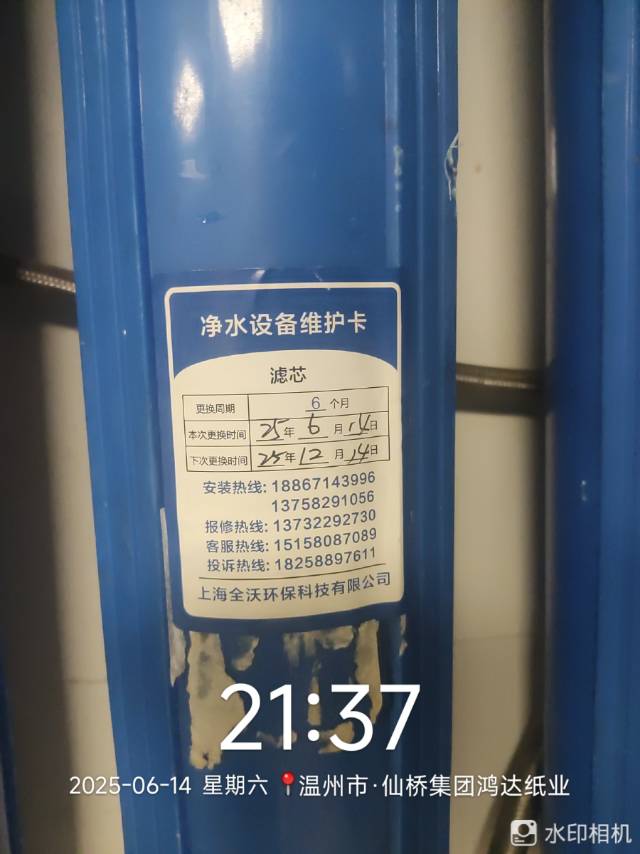 净水设备维护卡
滤芯
更换周期 6 个月
本次更换时间 25年 6 月 14日
下次更换时间 25年 12 月 14日
安装热线: 18867143996
13758291056
报修热线: 13732292730
客服热线: 15158087089
投诉热线: 18258897611
上海全沃环保科技有限公司
21:37
2025-06-14 星期六 温州市·仙桥集团鸿达纸业
水印相机